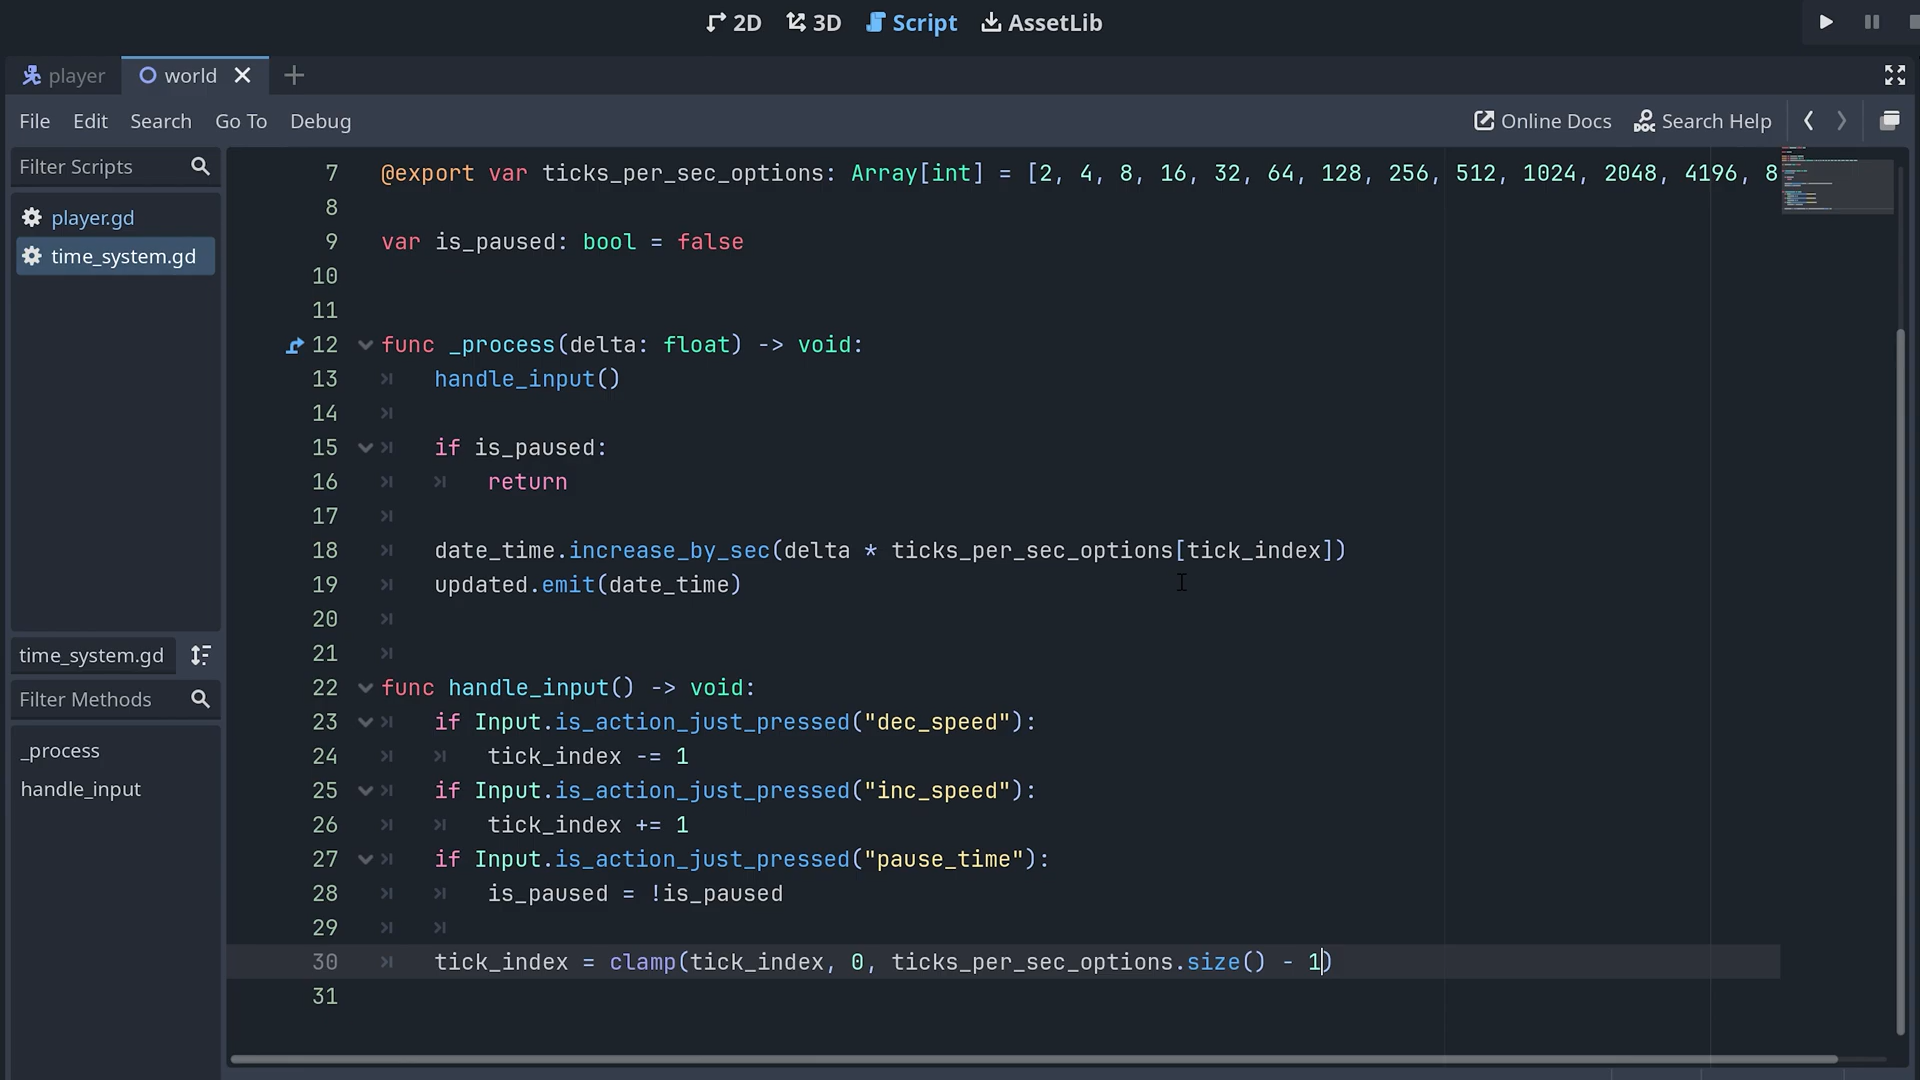 2D 3D Script AssetLib
player world
File Edit Search Go To Debug Online Docs Search Help
Filter Scripts
player.gd
time_system.gd
time_system.gd
Filter Methods
_process
handle_input
7 @export var ticks_per_sec_options: Array[int] = [2, 4, 8, 16, 32, 64, 128, 256, 512, 1024, 2048, 4196, 8
8
9 var is_paused: bool = false
10
11
12 func _process(delta: float) -> void:
13 handle_input()
14
15 if is_paused:
16 return
17
18 date_time.increase_by_sec(delta * ticks_per_sec_options[tick_index])
19 updated.emit(date_time)
20
21
22 func handle_input() -> void:
23 if Input.is_action_just_pressed("dec_speed"):
24 tick_index -= 1
25 if Input.is_action_just_pressed("inc_speed"):
26 tick_index += 1
27 if Input.is_action_just_pressed("pause_time"):
28 is_paused = !is_paused
29
30 tick_index = clamp(tick_index, 0, ticks_per_sec_options.size() - 1)
31